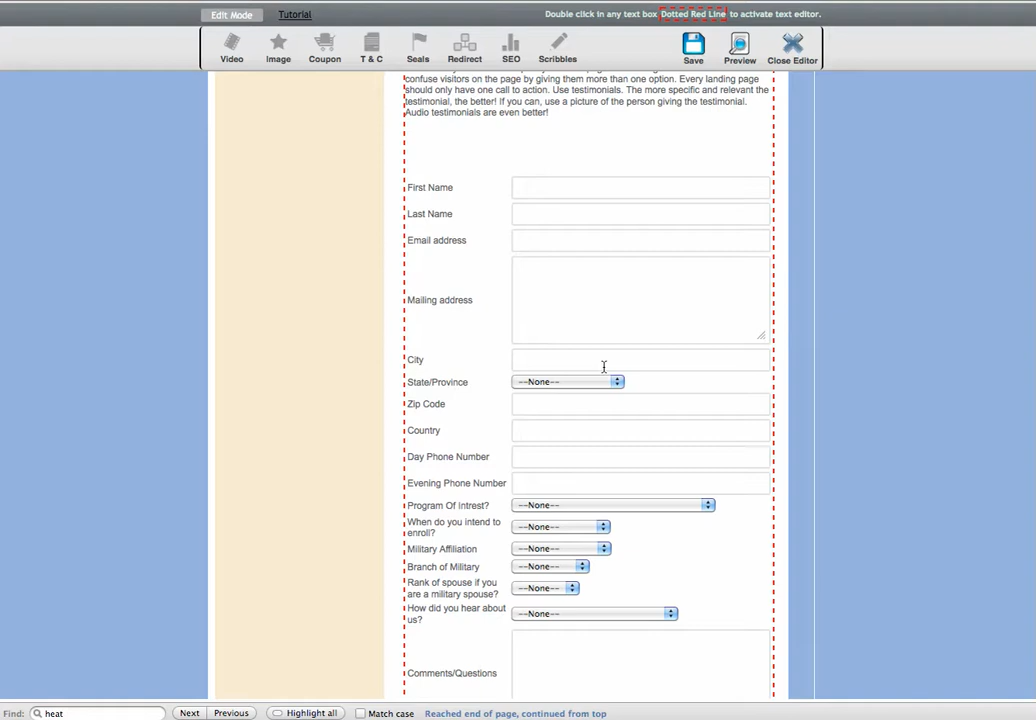 Edit Mode Tutorial Double click in any text box Dotted Red Line to activate text editor.
Video Image Coupon T & C Seals Redirect SEO Scribbles Save Preview Close Editor
confuse visitors on the page by giving them more than one option. Every landing page
should only have one call to action. Use testimonials. The more specific and relevant the
testimonial, the better! If you can, use a picture of the person giving the testimonial.
Audio testimonials are even better!
First Name
Last Name
Email address
Mailing address
City
State/Province --None--
Zip Code
Country
Day Phone Number
Evening Phone Number
Program Of Intrest? --None--
When do you intend to
enroll? --None--
Military Affiliation --None--
Branch of Military --None--
Rank of spouse if you
are a military spouse? --None--
How did you hear about
us? --None--
Comments/Questions
Find: heat Next Previous Highlight all Match case Reached end of page, continued from top